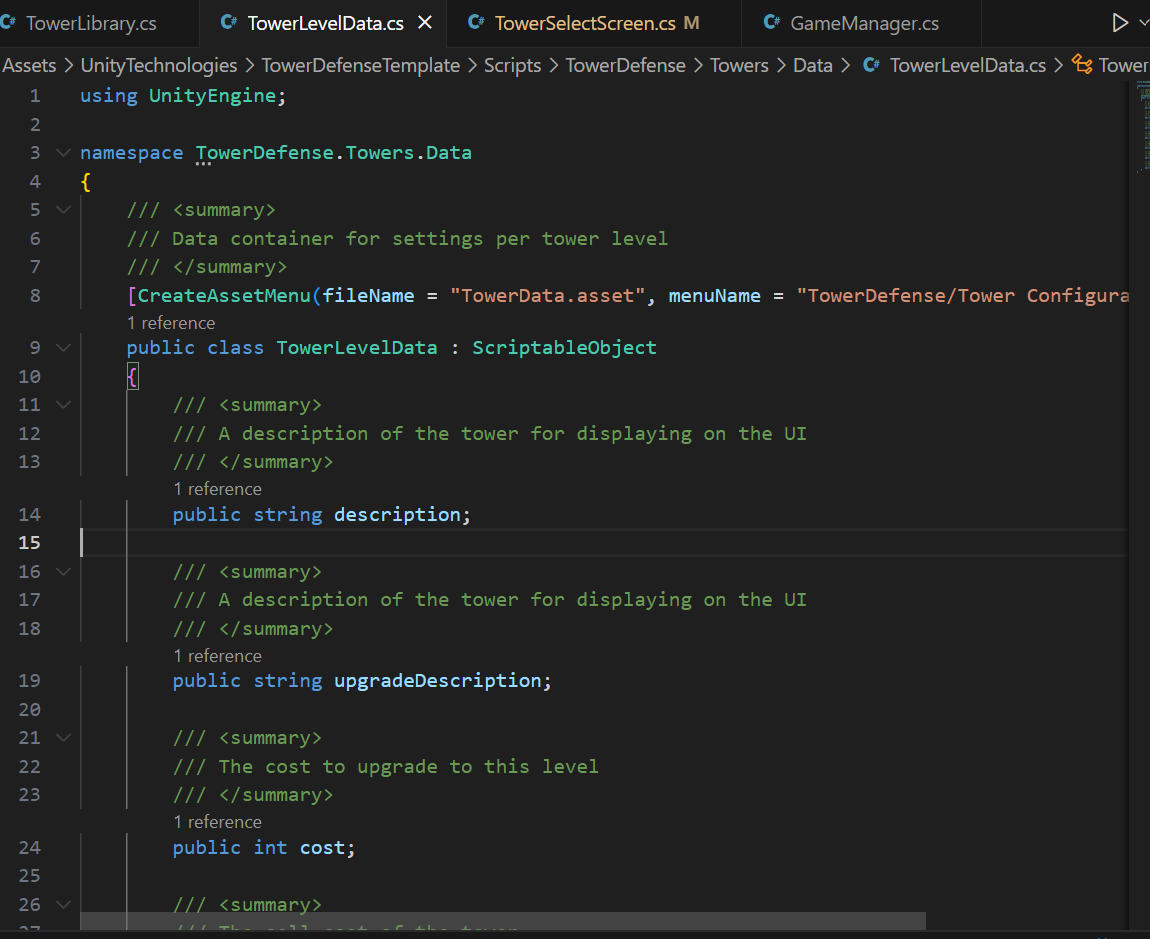 C# TowerLibrary.cs C# TowerLevelData.cs C# TowerSelectScreen.cs M C# GameManager.cs
Assets > UnityTechnologies > TowerDefenseTemplate > Scripts > TowerDefense > Towers > Data > C# TowerLevelData.cs > Tower
1 using UnityEngine;
2
3 namespace TowerDefense.Towers.Data
4 {
5 /// <summary>
6 /// Data container for settings per tower level
7 /// </summary>
8 [CreateAssetMenu(fileName = "TowerData.asset", menuName = "TowerDefense/Tower Configura
1 reference
9 public class TowerLevelData : ScriptableObject
10 {
11 /// <summary>
12 /// A description of the tower for displaying on the UI
13 /// </summary>
1 reference
14 public string description;
15
16 /// <summary>
17 /// A description of the tower for displaying on the UI
18 /// </summary>
1 reference
19 public string upgradeDescription;
20
21 /// <summary>
22 /// The cost to upgrade to this level
23 /// </summary>
1 reference
24 public int cost;
25
26 /// <summary>
27 /// The sell cost of the tower